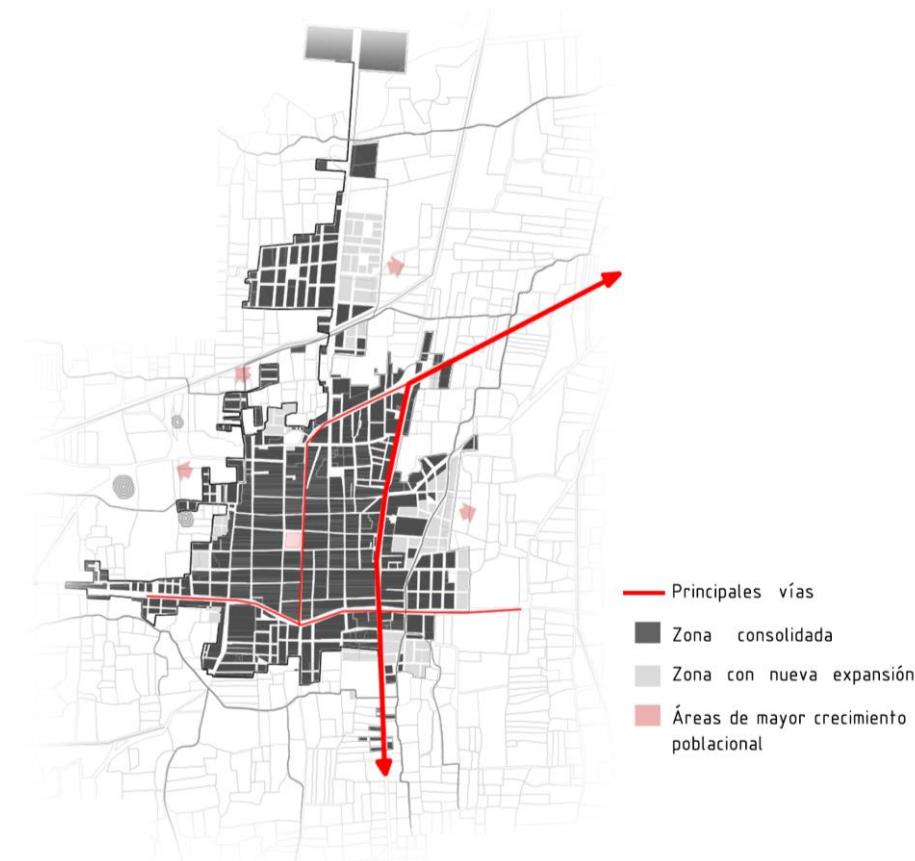 Principales vías
Zona consolidada
Zona con nueva expansión
Áreas de mayor crecimiento
poblacional